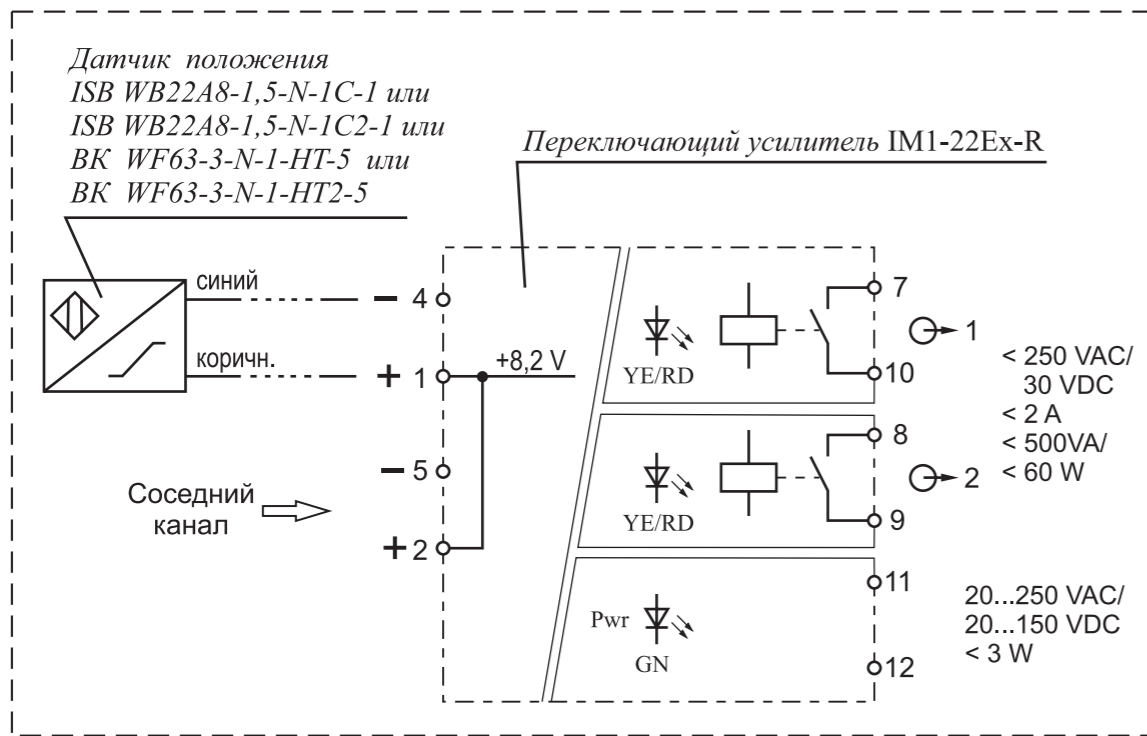 Датчик положения
ISB WB22A8-1,5-N-1C-1 или
ISB WB22A8-1,5-N-1C2-1 или
ВК WF63-3-N-1-HT-5 или
ВК WF63-3-N-1-HT2-5
Переключающий усилитель IM1-22Ex-R
синий
− 4
коричн.
+ 1
+8,2 V
− 5
Соседний
канал
+ 2
YE/RD
7
10
1
< 250 VAC/
30 VDC
< 2 A
< 500VA/
< 60 W
YE/RD
8
9
2
Pwr
GN
11
12
20...250 VAC/
20...150 VDC
< 3 W